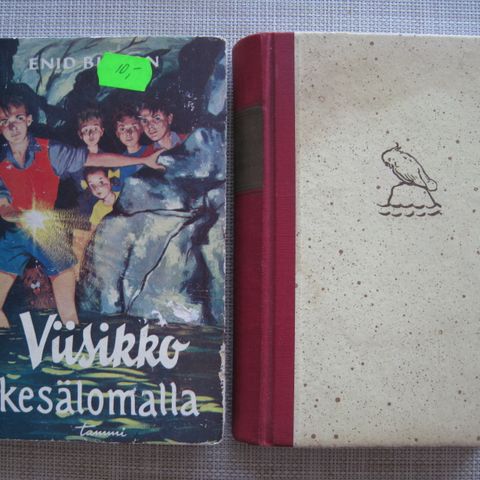 ENID
10,-
Viisikko
kesälomalla
tammi